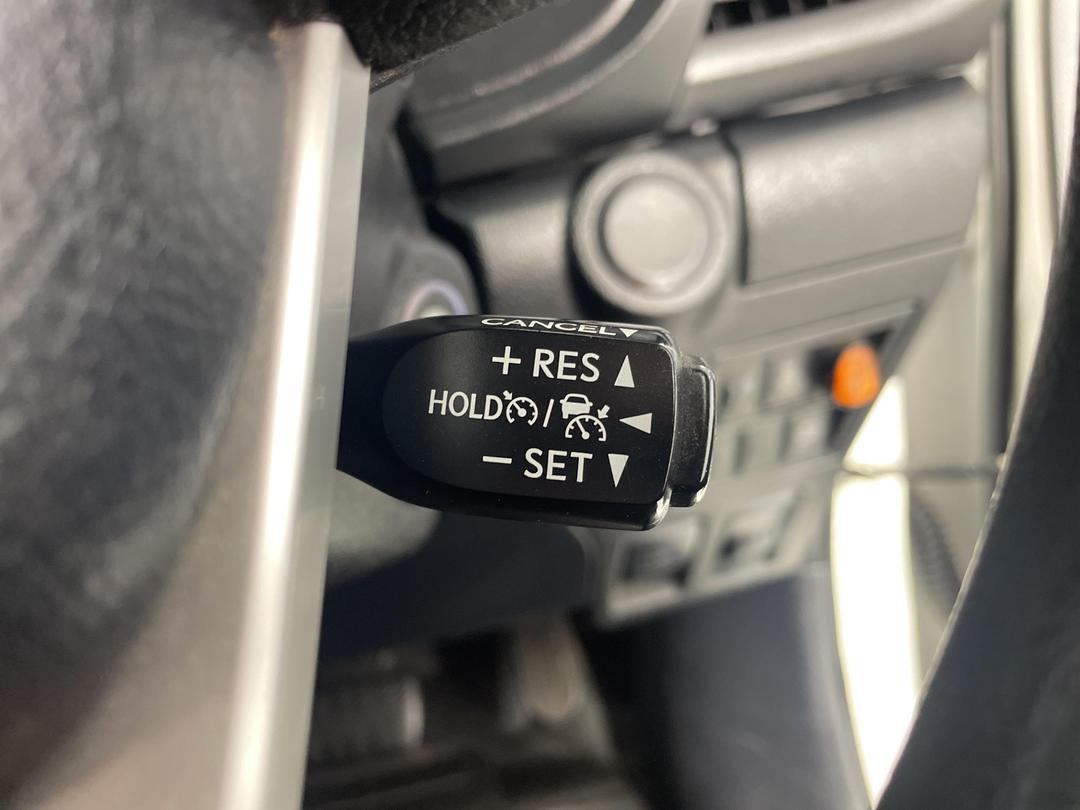 CANCEL▼
+ RES ▲
HOLD / ◀
− SET ▼